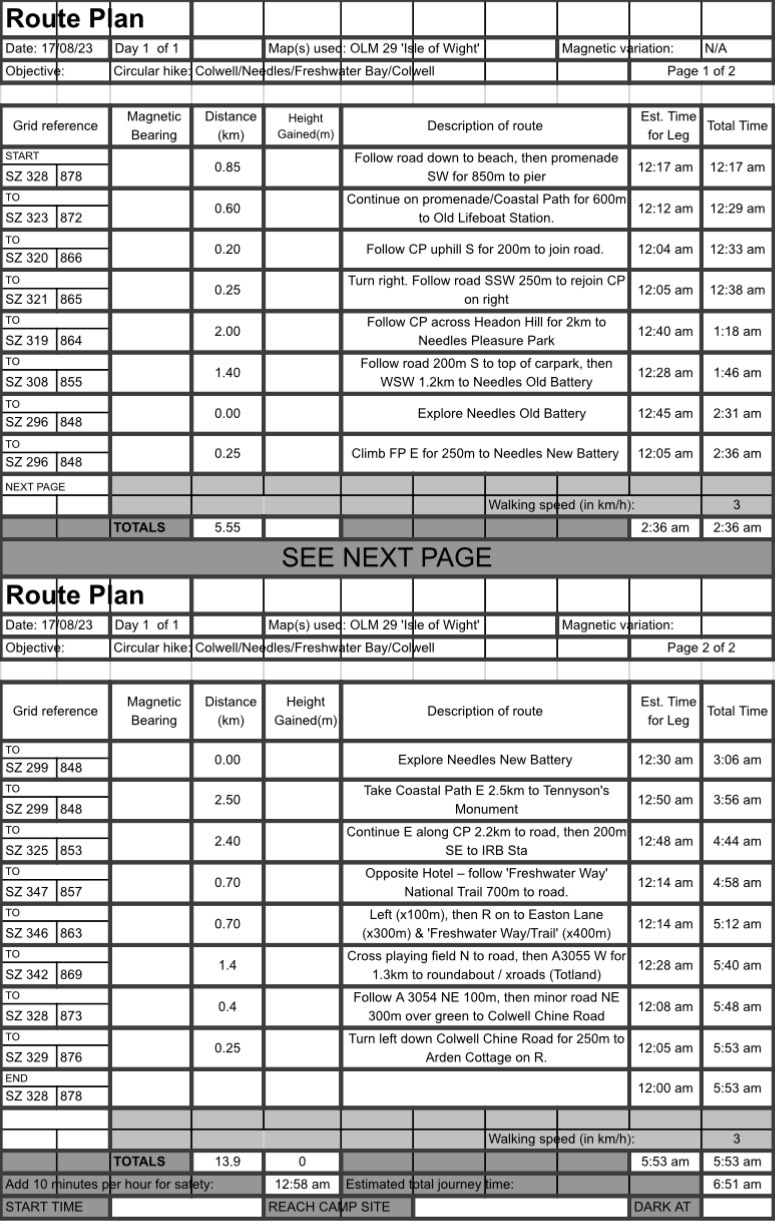 Route Plan
Date: 17/08/23 Day 1 of 1 Map(s) used: OLM 29 'Isle of Wight' Magnetic variation: N/A
Objective: Circular hike: Colwell/Needles/Freshwater Bay/Colwell Page 1 of 2
Grid reference Magnetic Bearing Distance (km) Height Gained(m) Description of route Est. Time for Leg Total Time
START
SZ 328 878 0.85 Follow road down to beach, then promenade SW for 850m to pier 12:17 am 12:17 am
TO
SZ 323 872 0.60 Continue on promenade/Coastal Path for 600m to Old Lifeboat Station. 12:12 am 12:29 am
TO
SZ 320 866 0.20 Follow CP uphill S for 200m to join road. 12:04 am 12:33 am
TO
SZ 321 865 0.25 Turn right. Follow road SSW 250m to rejoin CP on right 12:05 am 12:38 am
TO
SZ 319 864 2.00 Follow CP across Headon Hill for 2km to Needles Pleasure Park 12:40 am 1:18 am
TO
SZ 308 855 1.40 Follow road 200m S to top of carpark, then WSW 1.2km to Needles Old Battery 12:28 am 1:46 am
TO
SZ 296 848 0.00 Explore Needles Old Battery 12:45 am 2:31 am
TO
SZ 296 848 0.25 Climb FP E for 250m to Needles New Battery 12:05 am 2:36 am
NEXT PAGE
Walking speed (in km/h): 3
TOTALS 5.55 2:36 am 2:36 am
SEE NEXT PAGE
Route Plan
Date: 17/08/23 Day 1 of 1 Map(s) used: OLM 29 'Isle of Wight' Magnetic variation:
Objective: Circular hike: Colwell/Needles/Freshwater Bay/Colwell Page 2 of 2
Grid reference Magnetic Bearing Distance (km) Height Gained(m) Description of route Est. Time for Leg Total Time
TO
SZ 299 848 0.00 Explore Needles New Battery 12:30 am 3:06 am
TO
SZ 299 848 2.50 Take Coastal Path E 2.5km to Tennyson's Monument 12:50 am 3:56 am
TO
SZ 325 853 2.40 Continue E along CP 2.2km to road, then 200m SE to IRB Sta 12:48 am 4:44 am
TO
SZ 347 857 0.70 Opposite Hotel – follow 'Freshwater Way' National Trail 700m to road. 12:14 am 4:58 am
TO
SZ 346 863 0.70 Left (x100m), then R on to Easton Lane (x300m) & 'Freshwater Way/Trail' (x400m) 12:14 am 5:12 am
TO
SZ 342 869 1.4 Cross playing field N to road, then A3055 W for 1.3km to roundabout / xroads (Totland) 12:28 am 5:40 am
TO
SZ 328 873 0.4 Follow A 3054 NE 100m, then minor road NE 300m over green to Colwell Chine Road 12:08 am 5:48 am
TO
SZ 329 876 0.25 Turn left down Colwell Chine Road for 250m to Arden Cottage on R. 12:05 am 5:53 am
END
SZ 328 878 12:00 am 5:53 am
Walking speed (in km/h): 3
TOTALS 13.9 0 5:53 am 5:53 am
Add 10 minutes per hour for safety: 12:58 am Estimated total journey time: 6:51 am
START TIME REACH CAMP SITE DARK AT